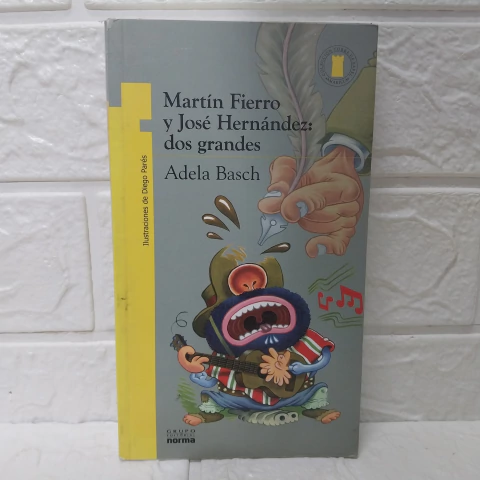 Martín Fierro
y José Hernández:
dos grandes
Adela Basch
Ilustraciones de Diego Parés
GRUPO
EDITORIAL
norma